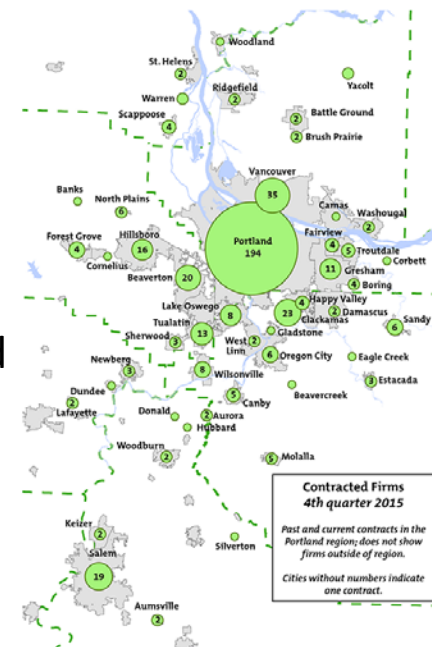 Woodland
St. Helens
2
Yacolt
Ridgefield
2
Warren
Scappoose
4
Battle Ground
2
2 Brush Prairie
Vancouver
35
Banks
North Plains
6
Camas
Washougal
2
Forest Grove
4
Hillsboro
16
Portland
194
Fairview
4
5 Troutdale
Corbett
Cornelius
11
Gresham
Beaverton
20
4 Boring
Lake Oswego
8
4 Happy Valley
23
Clackamas
2 Damascus
Sandy
6
Tualatin
13
Gladstone
Sherwood
3
West
Linn
2
6 Oregon City
Eagle Creek
Newberg
3
8
Wilsonville
3 Estacada
Dundee
5
Canby
Beavercreek
2
Lafayette
Donald
2 Aurora
Hubbard
Woodburn
2
5 Molalla
Contracted Firms
4th quarter 2015
Past and current contracts in the
Portland region; does not show
firms outside of region.
Cities without numbers indicate
one contract.
Keizer
2
Silverton
Salem
19
Aumsville
2